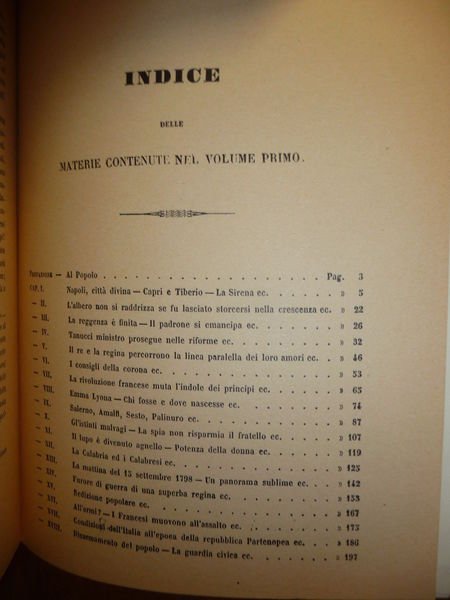 INDICE
DELLE
MATERIE CONTENUTE NEL VOLUME PRIMO.
PREFAZIONE — Al Popolo . . . . . . . . . . . . . Pag. 3
CAP. I. Napoli, città divina — Capri e Tiberio — La Sirena ec. . . » 5
— II. L'albero non si raddrizza se fu lasciato storcersi nella crescenza ec. » 22
— III. La reggenza è finita — Il padrone si emancipa ec. . . . . » 26
— IV. Tanucci ministro prosegue nelle riforme ec. . . . . . » 32
— V. Il re e la regina percorrono la linea paralella dei loro amori ec. . » 46
— VI. I consigli della corona ec. . . . . . . . . . . » 53
— VII. La rivoluzione francese muta l'indole dei principi ec. . . . » 65
— VIII. Emma Lyona — Chi fosse e dove nascesse ec. . . . . . » 74
— IX. Salerno, Amalfi, Sesto, Palinuro ec. . . . . . . . » 87
— X. Gl'istinti malvagi — La spia non risparmia il fratello ec. . . . » 107
— XI. Il lupo è divenuto agnello — Potenza della donna ec. . . . » 119
— XII. La Calabria ed i Calabresi ec. . . . . . . . . . » 125
— XIII. La mattina del 15 settembre 1798 — Un panorama sublime ec. . » 142
— XIV. Furore di guerra di una superba regina ec. . . . . . . » 153
— XV. Sedizione popolare ec. . . . . . . . . . . . » 167
— XVI. All'armi? — I Francesi muovono all'assalto ec. . . . . . » 173
— XVII. Condizioni dell'Italia all'epoca della repubblica Partenopea ec. . » 186
— XVIII. Disarmamento del popolo — La guardia civica ec. . . . . » 197